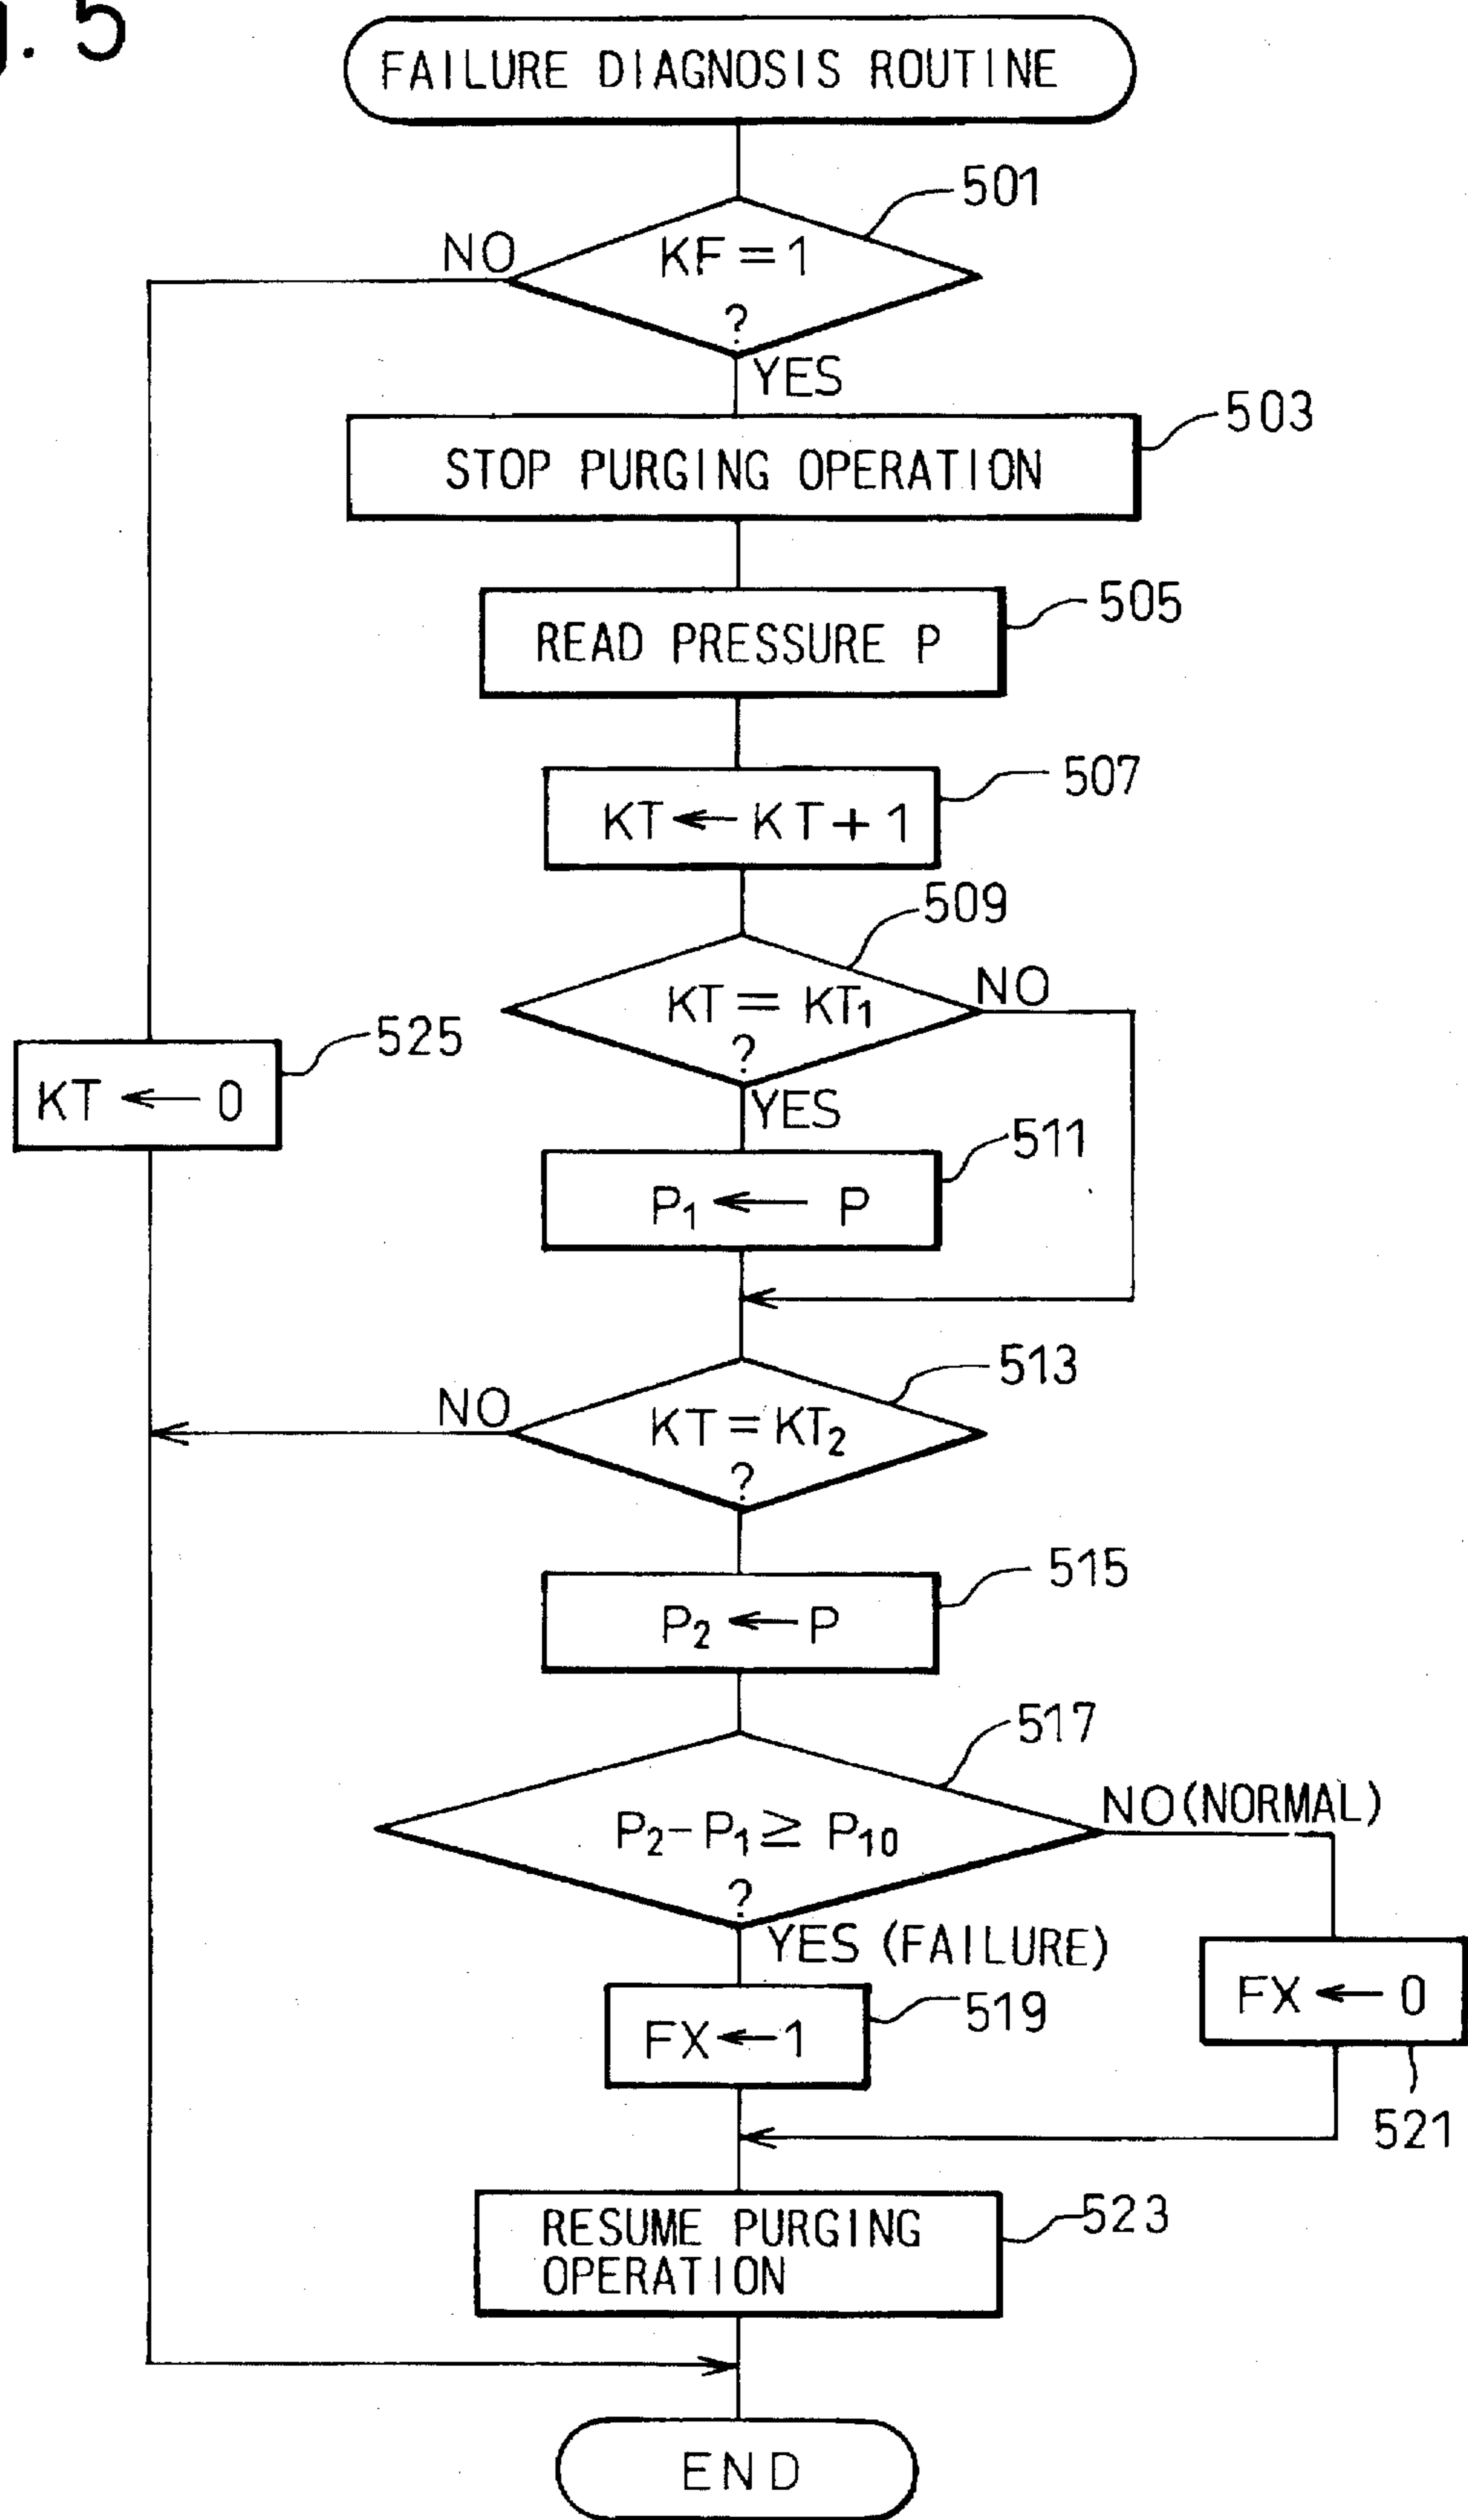 . 5
FAILURE DIAGNOSIS ROUTINE
501
NO
KF = 1
?
YES
503
STOP PURGING OPERATION
505
READ PRESSURE P
507
KT ← KT + 1
509
KT = KT₁
?
NO
YES
525
KT ← 0
511
P₁ ← P
513
NO
KT = KT₂
?
515
P₂ ← P
517
P₂ − P₁ ≥ P₁₀
?
NO (NORMAL)
YES (FAILURE)
519
FX ← 1
FX ← 0
521
523
RESUME PURGING
OPERATION
END